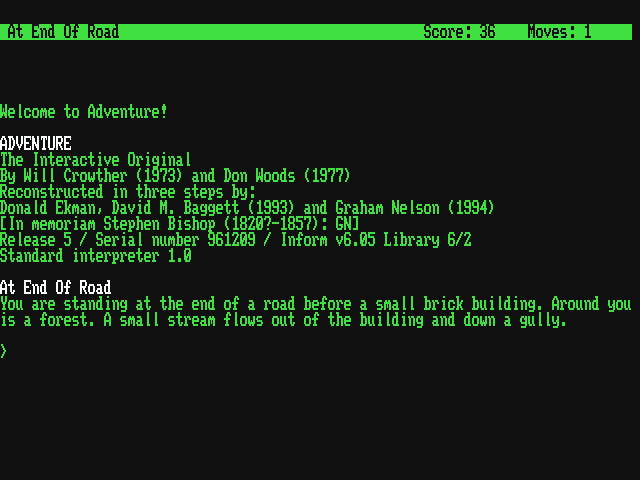 At End Of Road Score: 36 Moves: 1
Welcome to Adventure!
ADVENTURE
The Interactive Original
By Will Crowther (1973) and Don Woods (1977)
Reconstructed in three steps by:
Donald Ekman, David M. Baggett (1993) and Graham Nelson (1994)
[In memoriam Stephen Bishop (1820?-1857): GN]
Release 5 / Serial number 961209 / Inform v6.05 Library 6/2
Standard interpreter 1.0
At End Of Road
You are standing at the end of a road before a small brick building. Around you
is a forest. A small stream flows out of the building and down a gully.
>